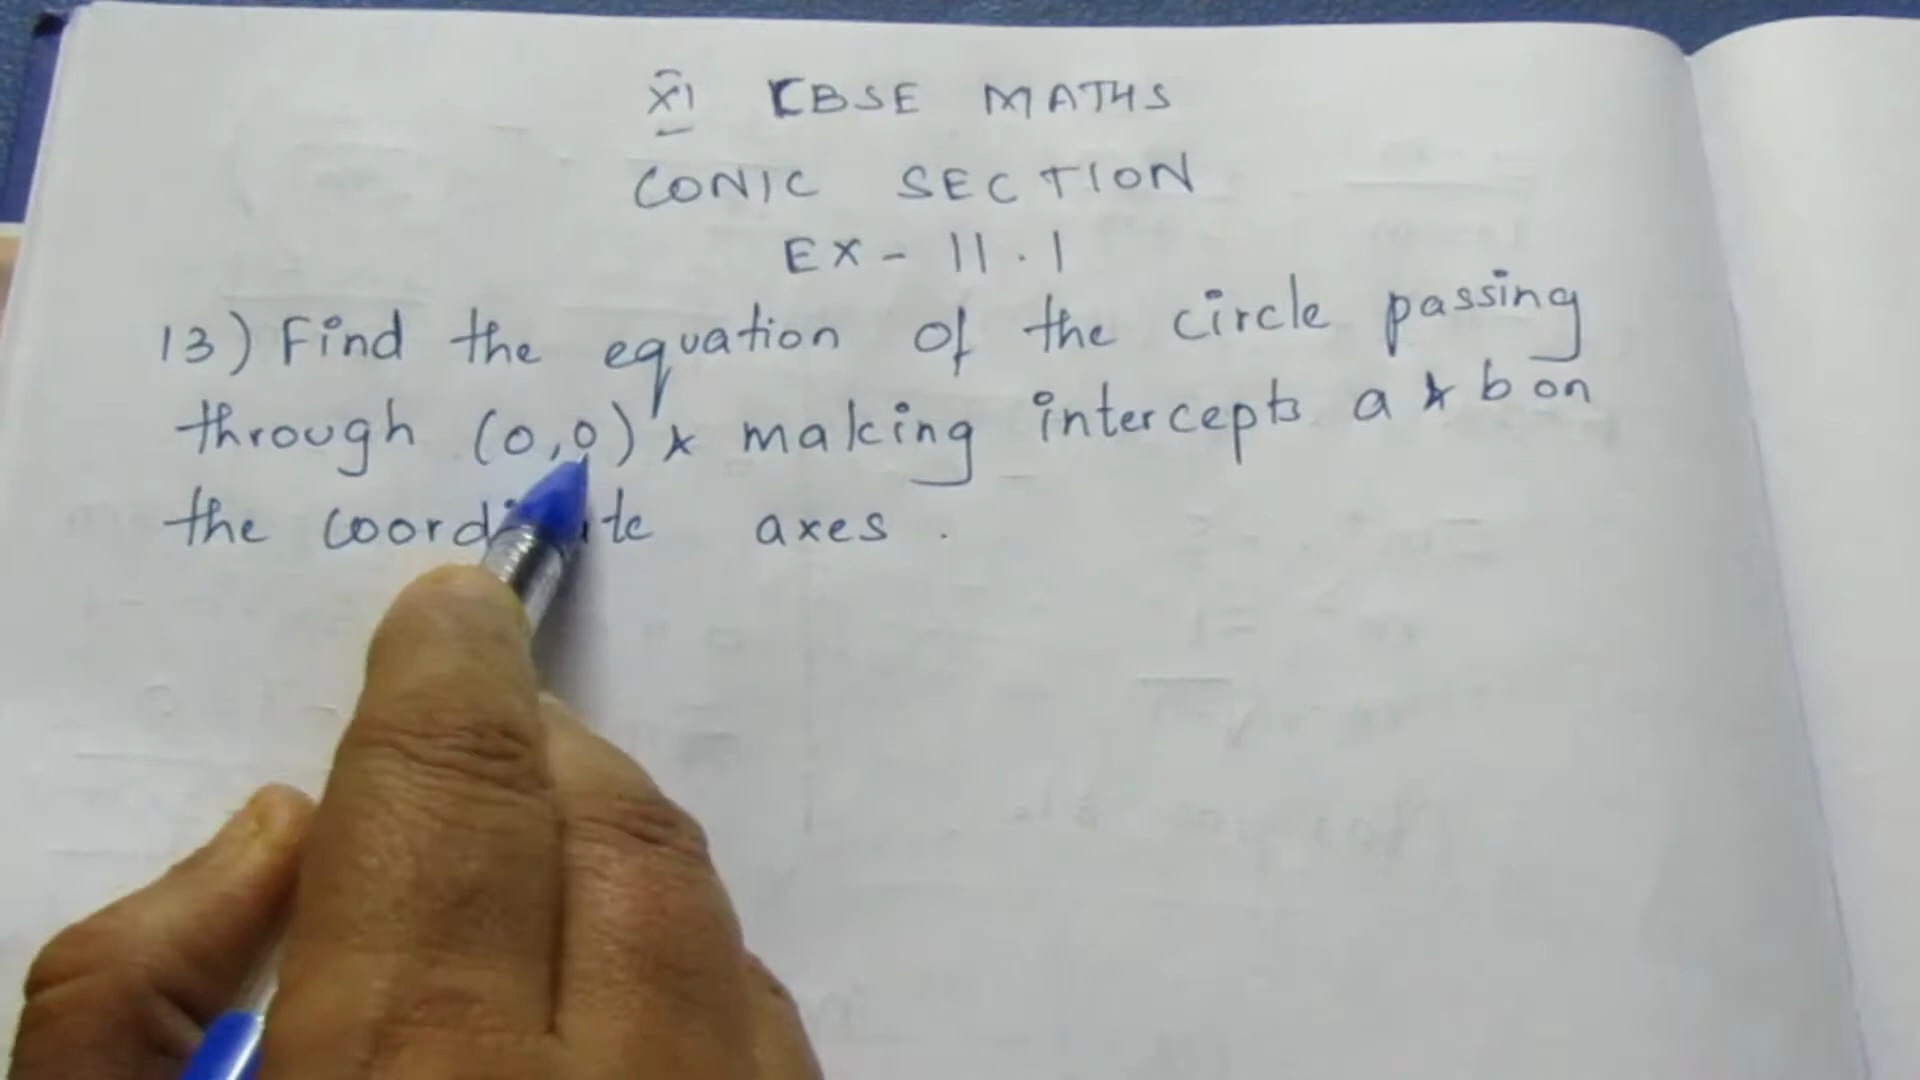 XI CBSE MATHS
CONIC SECTION
EX - 11.1
13) Find the equation of the circle passing
through (0,0) & making intercepts a & b on
the axes.